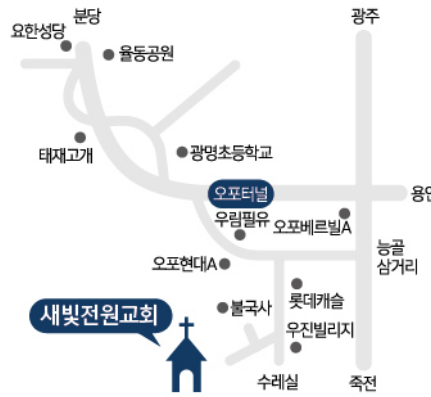 분당
광주
요한성당
율동공원
태재고개
광명초등학교
오포터널
용인
우림필유
오포베르빌A
능골
삼거리
오포현대A
롯데캐슬
불국사
새빛전원교회
우진빌리지
수레실
죽전